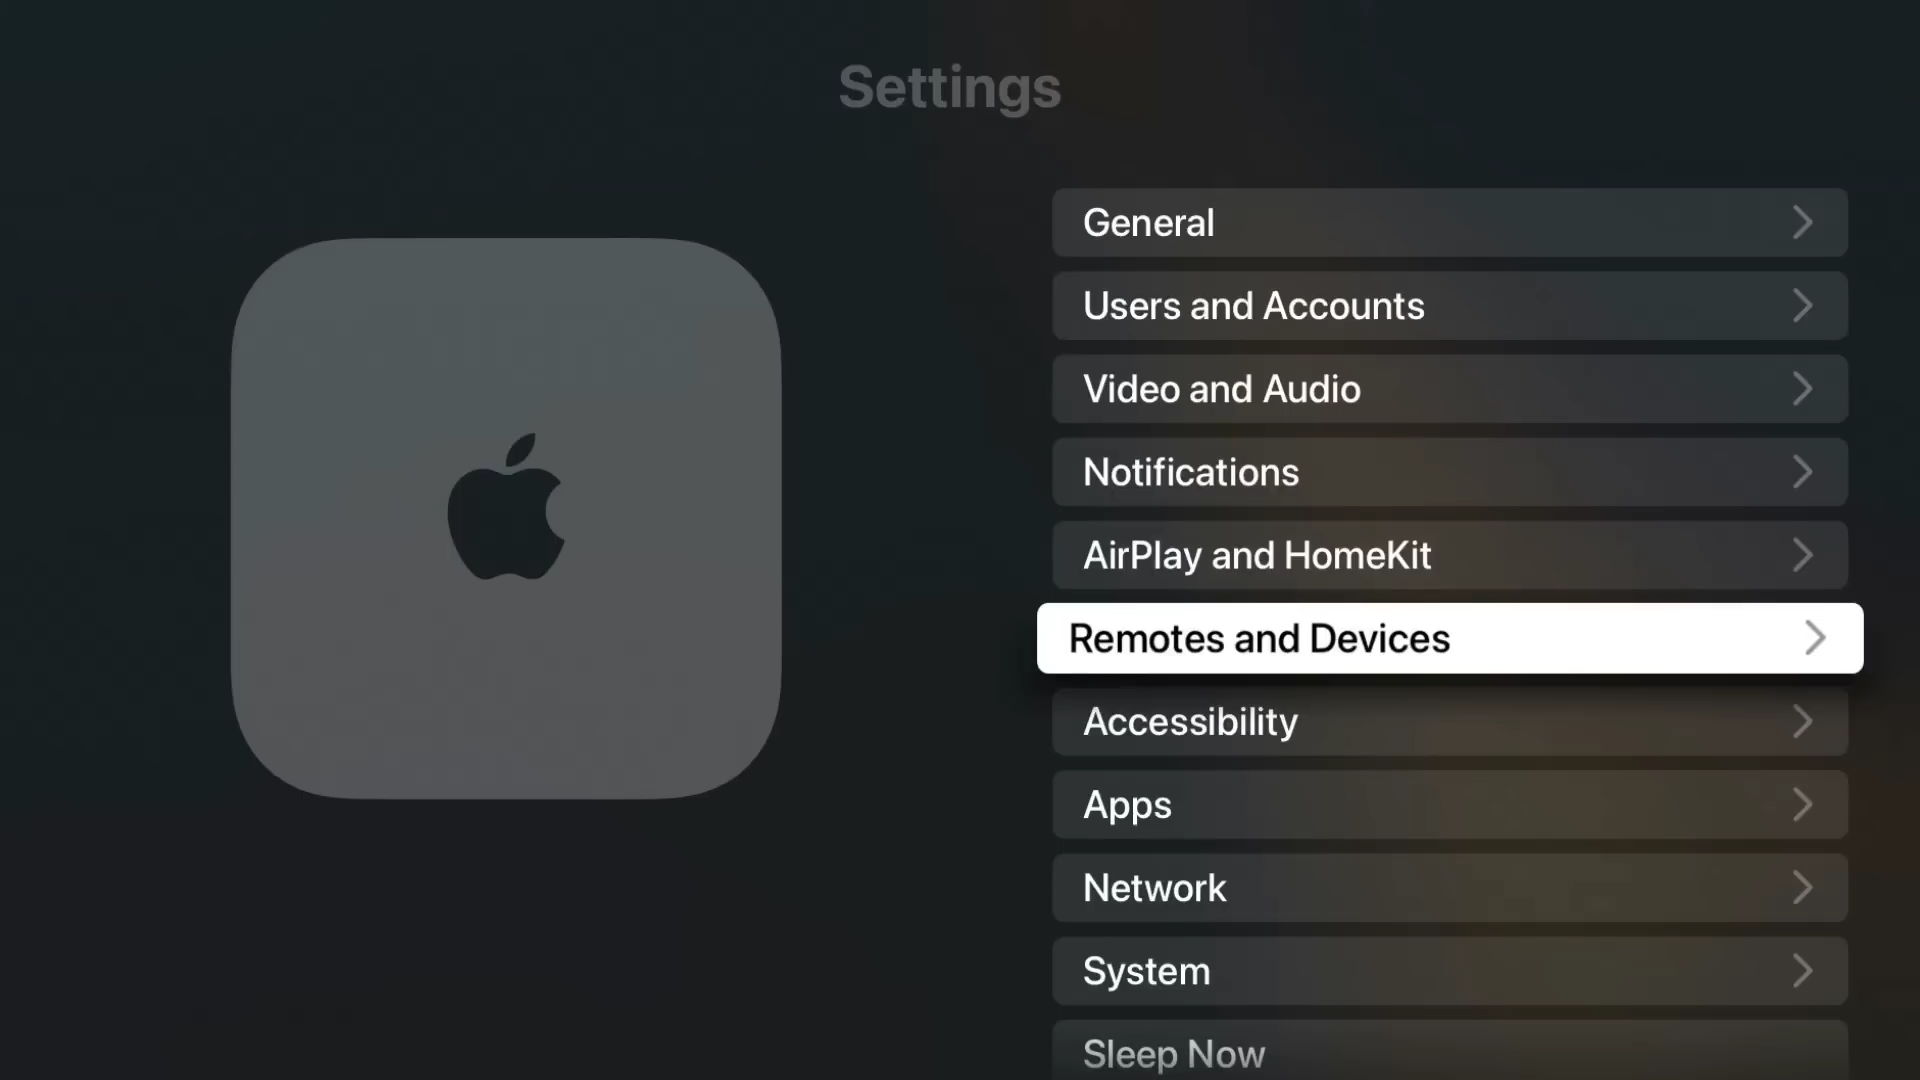 Settings
General
Users and Accounts
Video and Audio
Notifications
AirPlay and HomeKit
Remotes and Devices
Accessibility
Apps
Network
System
Sleep Now